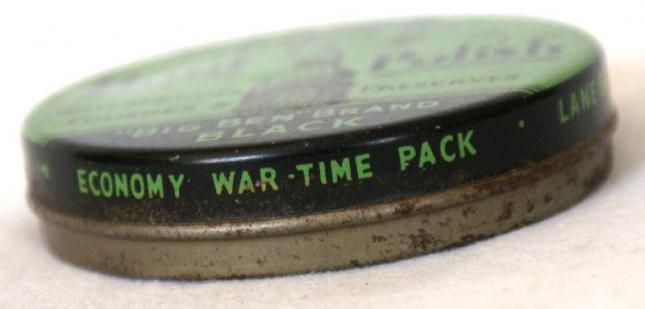 Polish
PRESERVES
"BIG BEN" BRAND
BLACK
ECONOMY WAR-TIME PACK · LANE